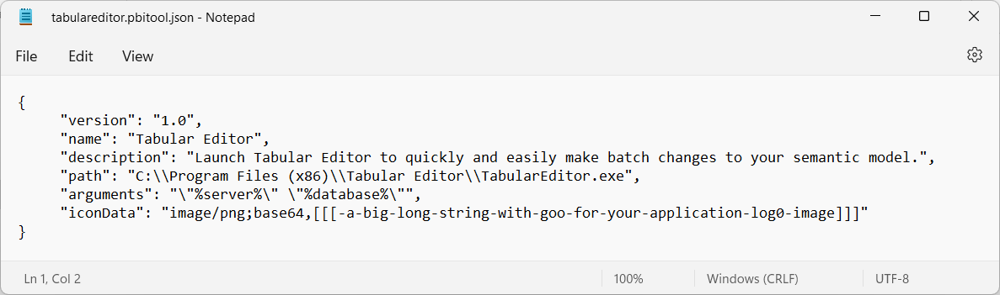 tabulareditor.pbitool.json - Notepad
File Edit View
{
"version": "1.0",
"name": "Tabular Editor",
"description": "Launch Tabular Editor to quickly and easily make batch changes to your semantic model.",
"path": "C:\\Program Files (x86)\\Tabular Editor\\TabularEditor.exe",
"arguments": "\"%server%\" \"%database%\"",
"iconData": "image/png;base64,[[[-a-big-long-string-with-goo-for-your-application-log0-image]]]"
}
Ln 1, Col 2 100% Windows (CRLF) UTF-8